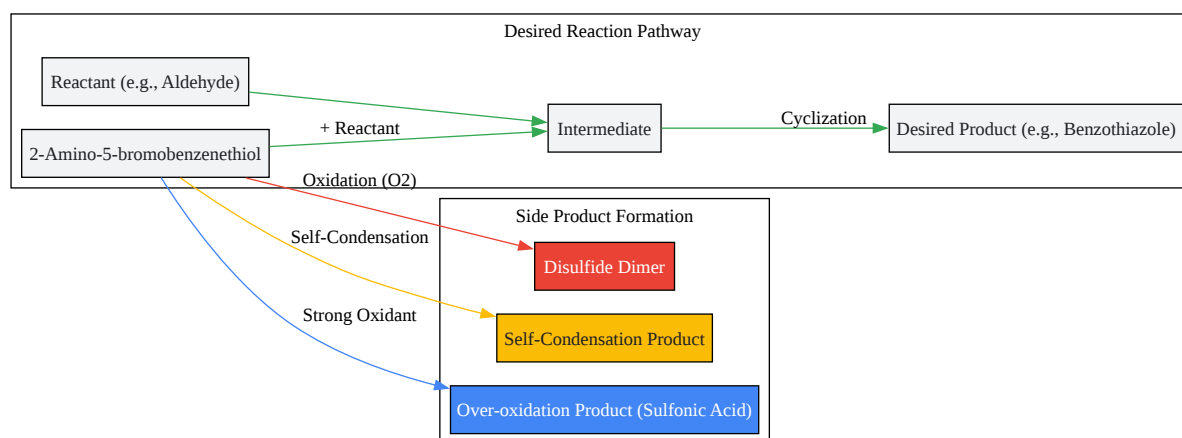 Desired Reaction Pathway
Reactant (e.g., Aldehyde)
+ Reactant
2-Amino-5-bromobenzenethiol
Intermediate
Cyclization
Desired Product (e.g., Benzothiazole)
Oxidation (O2)
Self-Condensation
Strong Oxidant
Side Product Formation
Disulfide Dimer
Self-Condensation Product
Over-oxidation Product (Sulfonic Acid)